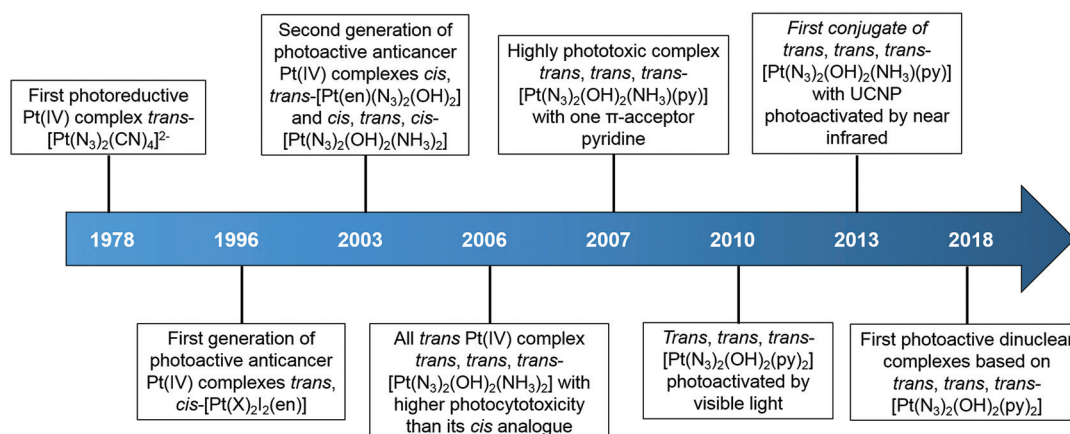 First photoreductive
Pt(IV) complex trans-
[Pt(N₃)₂(CN)₄]²⁻
Second generation of
photoactive anticancer
Pt(IV) complexes cis,
trans-[Pt(en)(N₃)₂(OH)₂]
and cis, trans, cis-
[Pt(N₃)₂(OH)₂(NH₃)₂]
Highly phototoxic complex
trans, trans, trans-
[Pt(N₃)₂(OH)₂(NH₃)(py)]
with one π-acceptor
pyridine
First conjugate of
trans, trans, trans-
[Pt(N₃)₂(OH)₂(NH₃)(py)]
with UCNP
photoactivated by near
infrared
1978 1996 2003 2006 2007 2010 2013 2018
First generation of
photoactive anticancer
Pt(IV) complexes trans,
cis-[Pt(X)₂I₂(en)]
All trans Pt(IV) complex
trans, trans, trans-
[Pt(N₃)₂(OH)₂(NH₃)₂] with
higher photocytotoxicity
than its cis analogue
Trans, trans, trans-
[Pt(N₃)₂(OH)₂(py)₂]
photoactivated by
visible light
First photoactive dinuclear
complexes based on
trans, trans, trans-
[Pt(N₃)₂(OH)₂(py)₂]